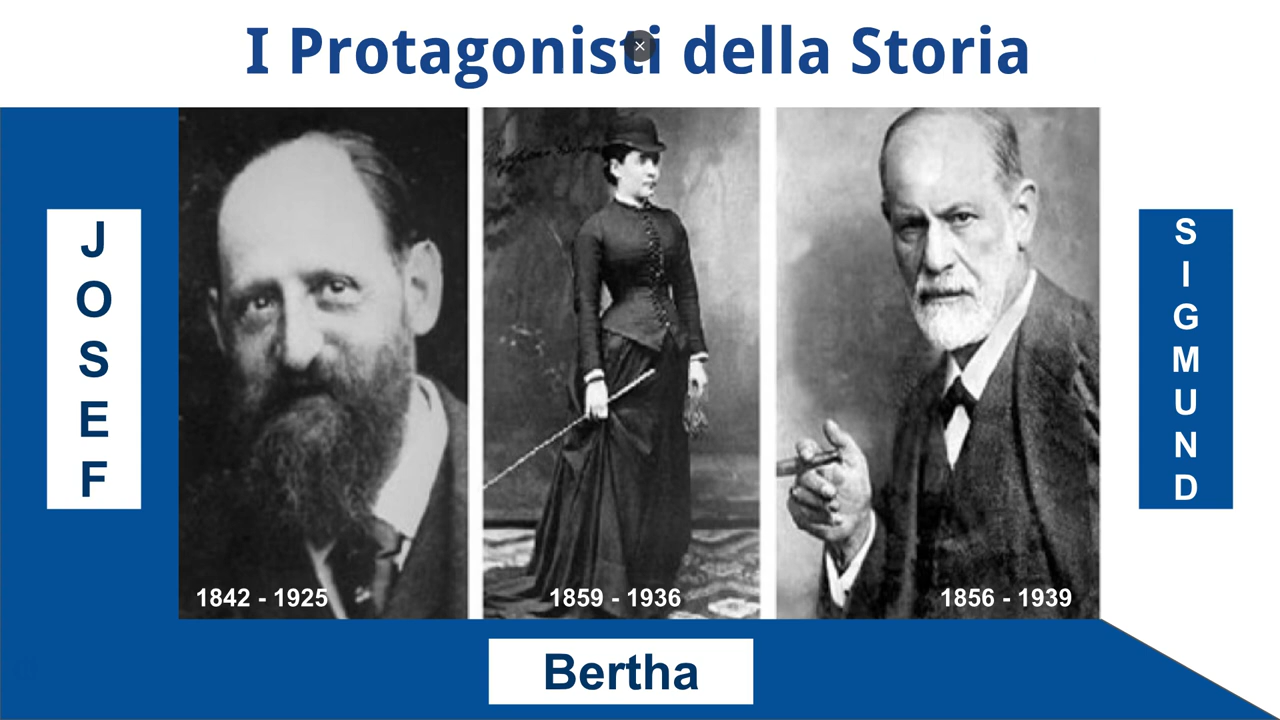 I Protagonisti della Storia
JOSEF
SIGMUND
1842 - 1925
1859 - 1936
1856 - 1939
Bertha